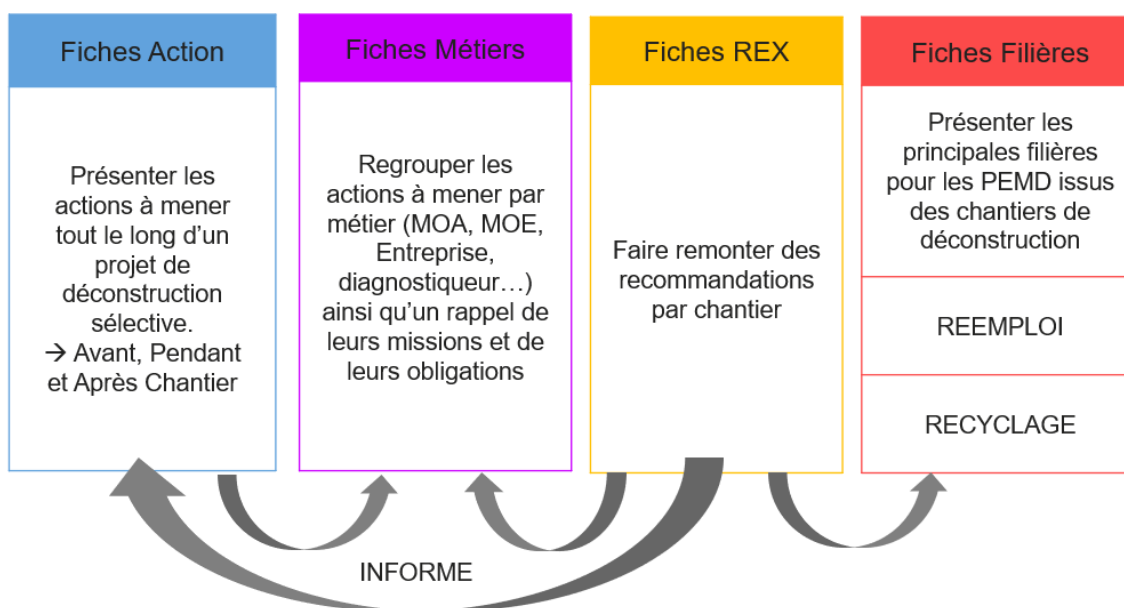 Fiches Action
Présenter les
actions à mener
tout le long d’un
projet de
déconstruction
sélective.
→ Avant, Pendant
et Après Chantier
Fiches Métiers
Regrouper les
actions à mener par
métier (MOA, MOE,
Entreprise,
diagnostiqueur…)
ainsi qu’un rappel de
leurs missions et de
leurs obligations
Fiches REX
Faire remonter des
recommandations
par chantier
Fiches Filières
Présenter les
principales filières
pour les PEMD issus
des chantiers de
déconstruction
REEMPLOI
RECYCLAGE
INFORME